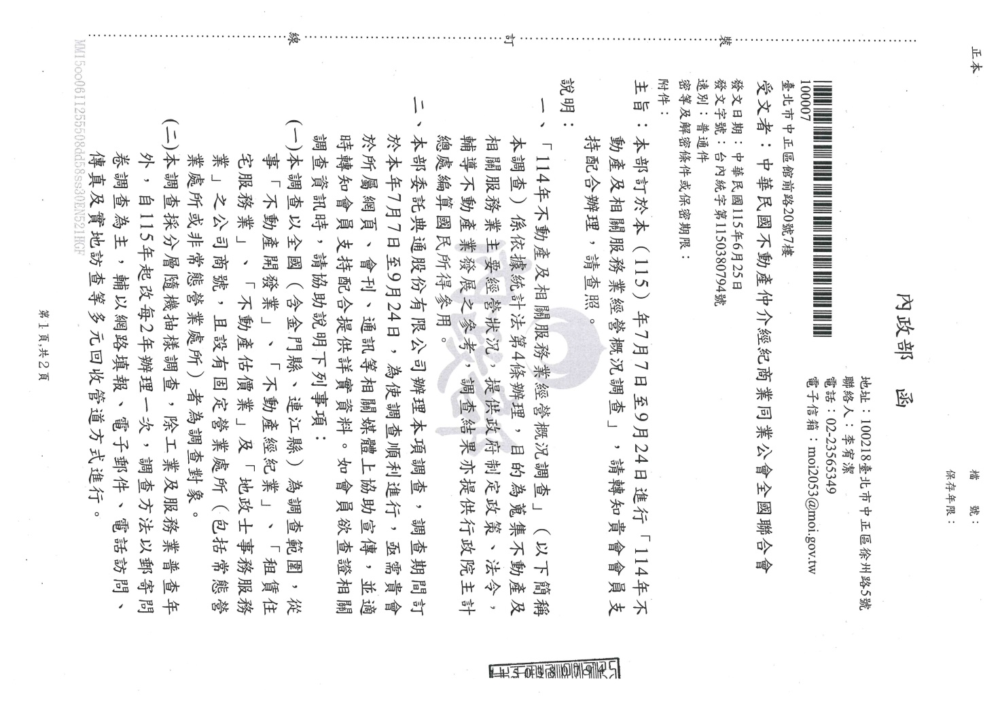 正本
檔　　號：
保存年限：
內政部　函
地址：100218臺北市中正區徐州路5號
聯絡人：李宥潔
電話：02-23565349
電子信箱：moi2053@moi.gov.tw
100007
臺北市中正區館前路20號7樓
受文者：中華民國不動產仲介經紀商業同業公會全國聯合會
發文日期：中華民國115年6月25日
發文字號：台內統字第1150380794號
速別：普通件
密等及解密條件或保密期限：
附件：
主旨：本部訂於本（115）年7月7日至9月24日進行「114年不
動產及相關服務業經營概況調查」，請轉知貴會會員支
持配合辦理，請查照。
說明：
一、「114年不動產及相關服務業經營概況調查」（以下簡稱
本調查）係依據統計法第4條辦理，目的為蒐集不動產及
相關服務業主要經營狀況，提供政府制定政策、法令，
輔導不動產業發展之參考，調查結果亦提供行政院主計
總處編算國民所得參用。
二、本部委託典通股份有限公司辦理本項調查，調查期間訂
於本年7月7日至9月24日，為使調查順利進行，亟需貴會
於所屬網頁、會刊、通訊等相關媒體上協助宣傳，並適
時轉知會員支持配合提供詳實資料。如會員欲查證相關
調查資訊時，請協助說明下列事項：
(一)本調查以全國（含金門縣、連江縣）為調查範圍，從
事「不動產開發業」、「不動產經紀業」、「租賃住
宅服務業」、「不動產估價業」及「地政士事務服務
業」之公司商號，且設有固定營業處所（包括常態營
業處所或非常態營業處所）者為調查對象。
(二)本調查採分層隨機抽樣調查，除工業及服務業普查年
外，自115年起改每2年辦理一次，調查方法以郵寄問
卷調查為主，輔以網路填報、電子郵件、電話訪問、
傳真及實地訪查等多元回收管道方式進行。
裝
訂
線
第1頁，共2頁